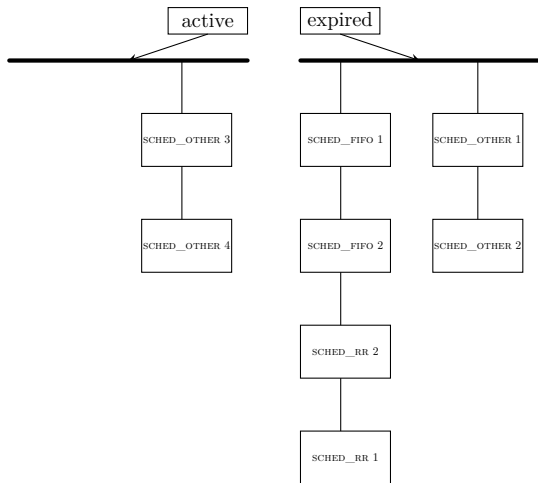 active expired
SCHED_OTHER 3 SCHED_FIFO 1 SCHED_OTHER 1
SCHED_OTHER 4 SCHED_FIFO 2 SCHED_OTHER 2
SCHED_RR 2
SCHED_RR 1